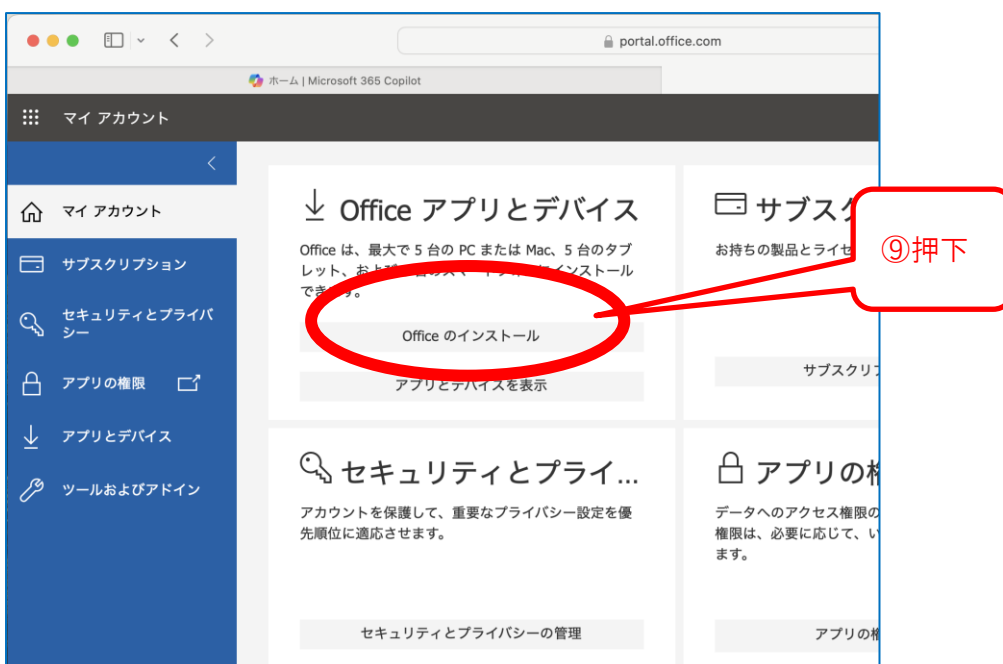 portal.office.com
ホーム | Microsoft 365 Copilot
マイ アカウント
マイ アカウント
サブスクリプション
セキュリティとプライバ
シー
アプリの権限
アプリとデバイス
ツールおよびアドイン
Office アプリとデバイス
Office は、最大で 5 台の PC または Mac、5 台のタブ
レット、および
インストール
Office のインストール
アプリとデバイスを表示
サブスク
お持ちの製品とライセ
サブスクリ
⑨押下
セキュリティとプライ...
アカウントを保護して、重要なプライバシー設定を優
先順位に適応させます。
セキュリティとプライバシーの管理
アプリの
データへのアクセス権限の
権限は、必要に応じて、い
ます。
アプリの